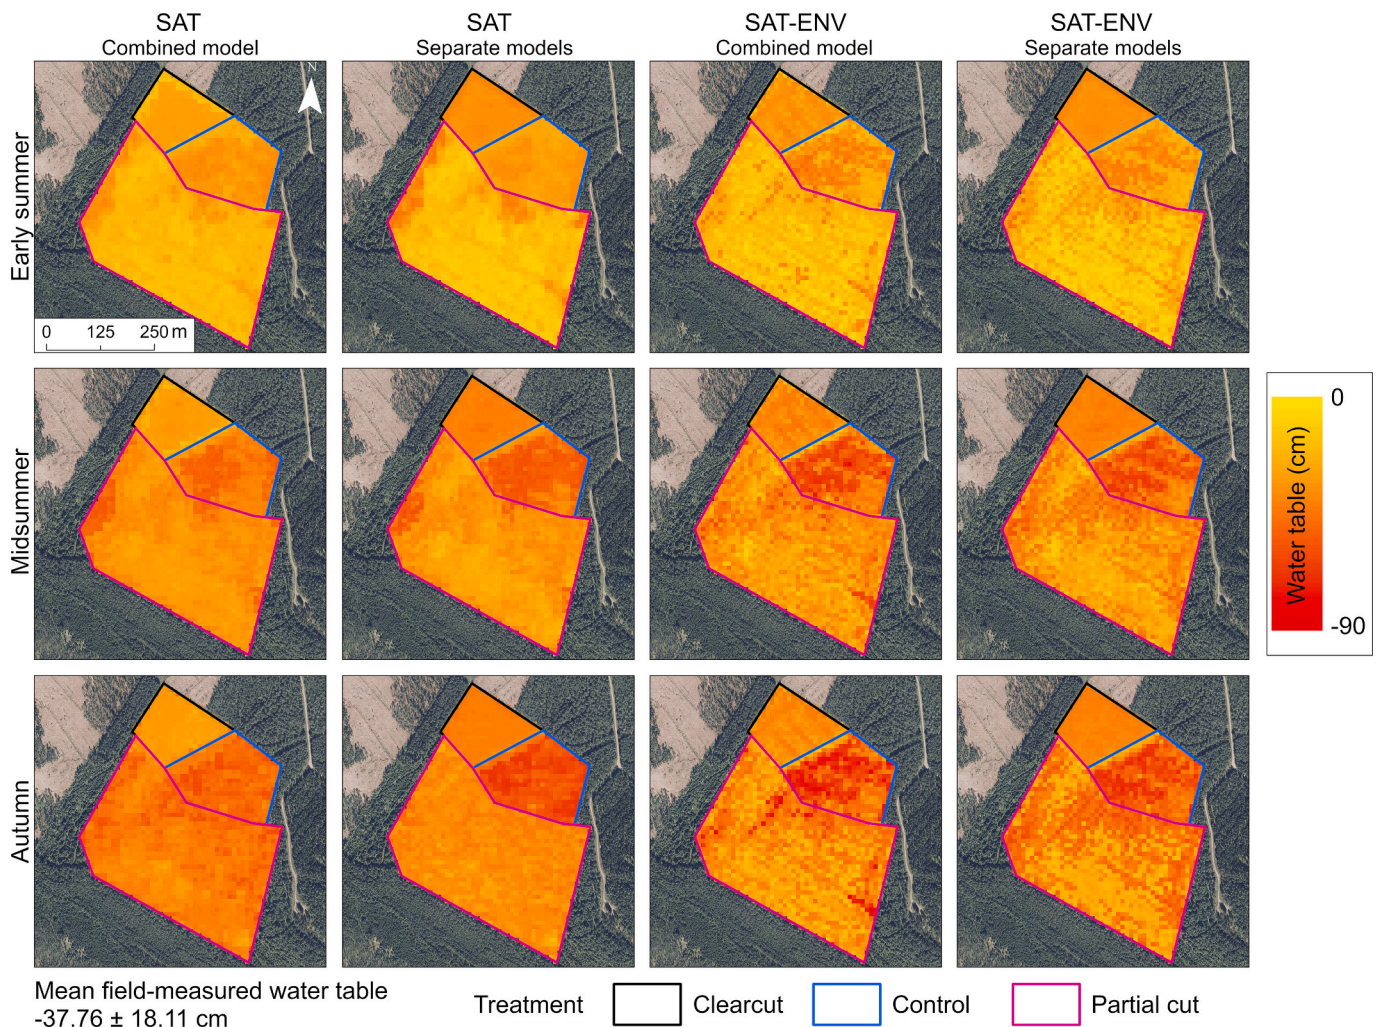 SAT
Combined model
SAT
Separate models
SAT-ENV
Combined model
SAT-ENV
Separate models
N
Early summer
0 125 250 m
Midsummer
Autumn
Water table (cm)
0
-90
Mean field-measured water table
-37.76 ± 18.11 cm
Treatment Clearcut Control Partial cut